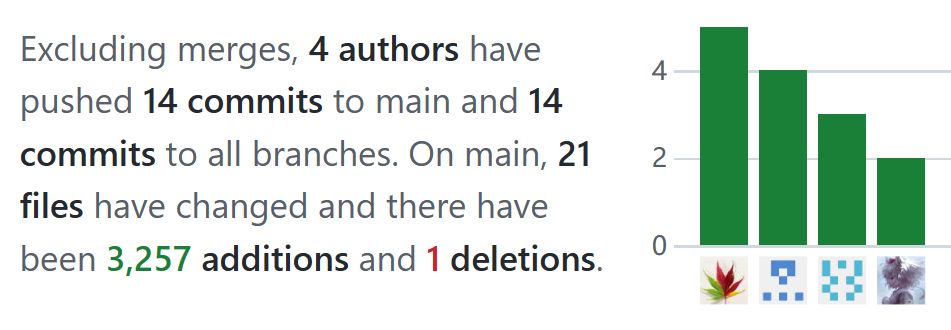 Excluding merges, 4 authors have
pushed 14 commits to main and 14
commits to all branches. On main, 21
files have changed and there have
been 3,257 additions and 1 deletions.
4
2
0